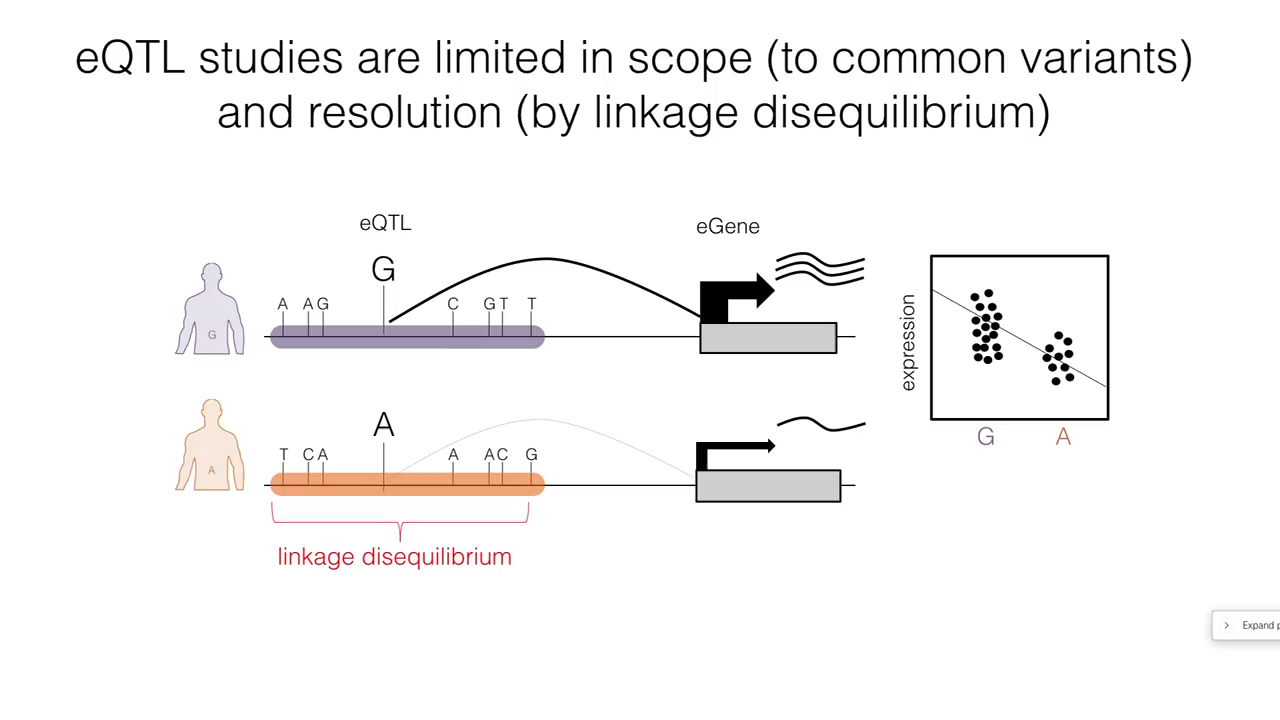 eQTL studies are limited in scope (to common variants)
and resolution (by linkage disequilibrium)
eQTL
eGene
G
A A G C G T T
G
expression
A
T C A A A C G
A
G A
linkage disequilibrium
Expand